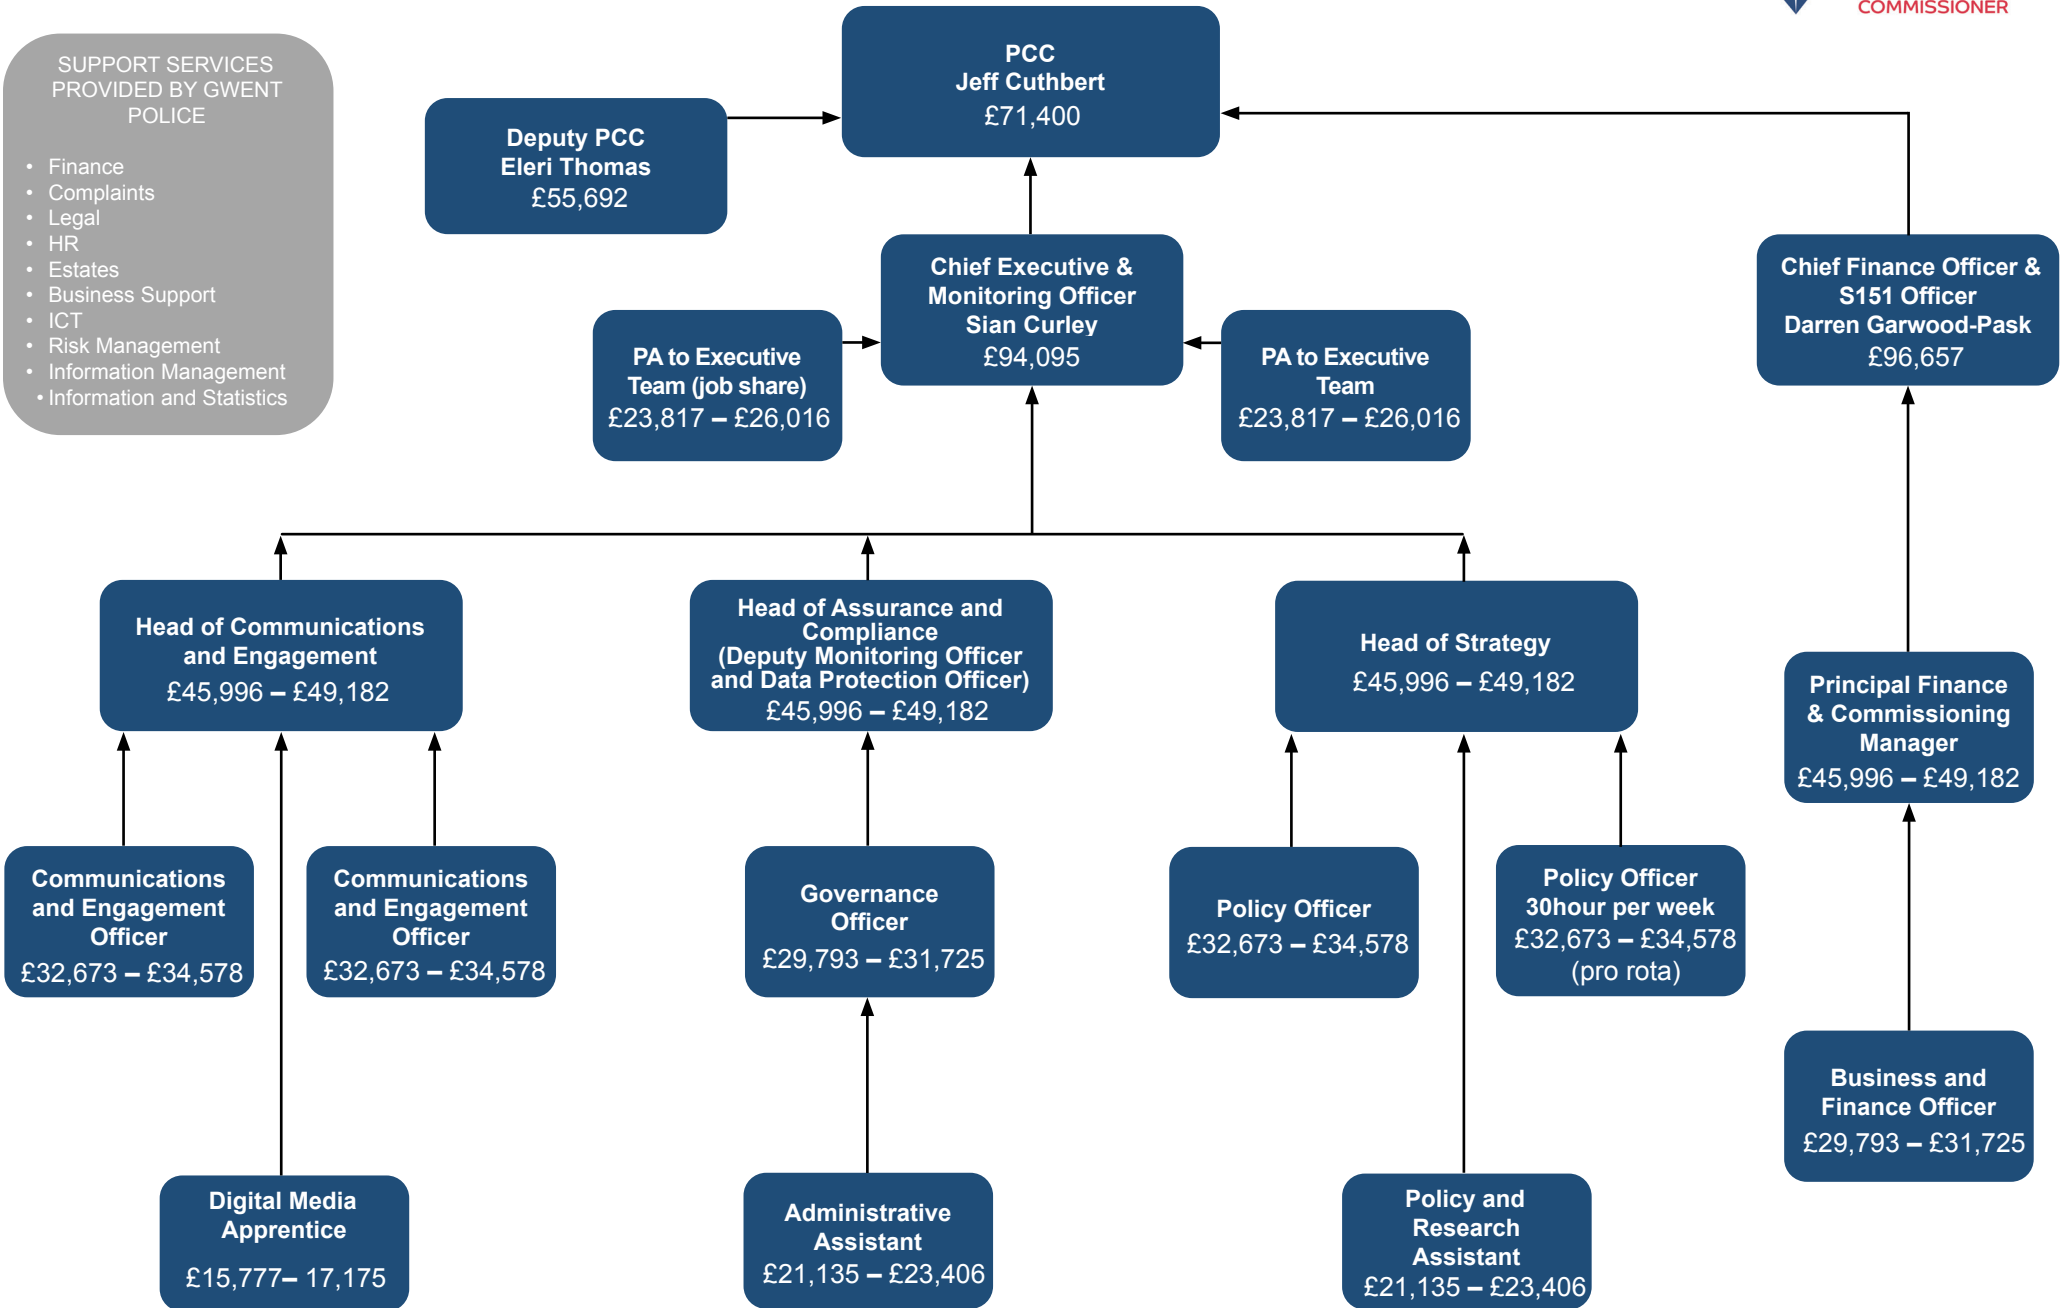 COMMISSIONER
SUPPORT SERVICES
PROVIDED BY GWENT
POLICE
• Finance
• Complaints
• Legal
• HR
• Estates
• Business Support
• ICT
• Risk Management
• Information Management
• Information and Statistics
PCC
Jeff Cuthbert
£71,400
Deputy PCC
Eleri Thomas
£55,692
Chief Executive &
Monitoring Officer
Sian Curley
£94,095
Chief Finance Officer &
S151 Officer
Darren Garwood-Pask
£96,657
PA to Executive
Team (job share)
£23,817 – £26,016
PA to Executive
Team
£23,817 – £26,016
Head of Communications
and Engagement
£45,996 – £49,182
Head of Assurance and
Compliance
(Deputy Monitoring Officer
and Data Protection Officer)
£45,996 – £49,182
Head of Strategy
£45,996 – £49,182
Principal Finance
& Commissioning
Manager
£45,996 – £49,182
Communications
and Engagement
Officer
£32,673 – £34,578
Communications
and Engagement
Officer
£32,673 – £34,578
Governance
Officer
£29,793 – £31,725
Policy Officer
£32,673 – £34,578
Policy Officer
30hour per week
£32,673 – £34,578
(pro rota)
Business and
Finance Officer
£29,793 – £31,725
Digital Media
Apprentice
£15,777– 17,175
Administrative
Assistant
£21,135 – £23,406
Policy and
Research
Assistant
£21,135 – £23,406